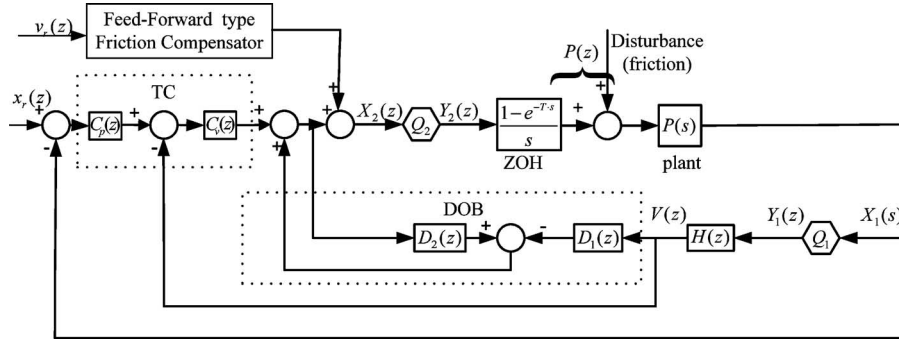 v_r(z)
Feed-Forward type
Friction Compensator
P(z)
Disturbance
(friction)
x_r(z)
TC
X_2(z)
Y_2(z)
+
+
+
+
+
+
C_p(z)
C_v(z)
Q_2
1-e^{-T·s}
s
P(s)
-
-
+
ZOH
plant
DOB
V(z)
Y_1(z)
X_1(s)
D_2(z)
+
-
D_1(z)
H(z)
Q_1